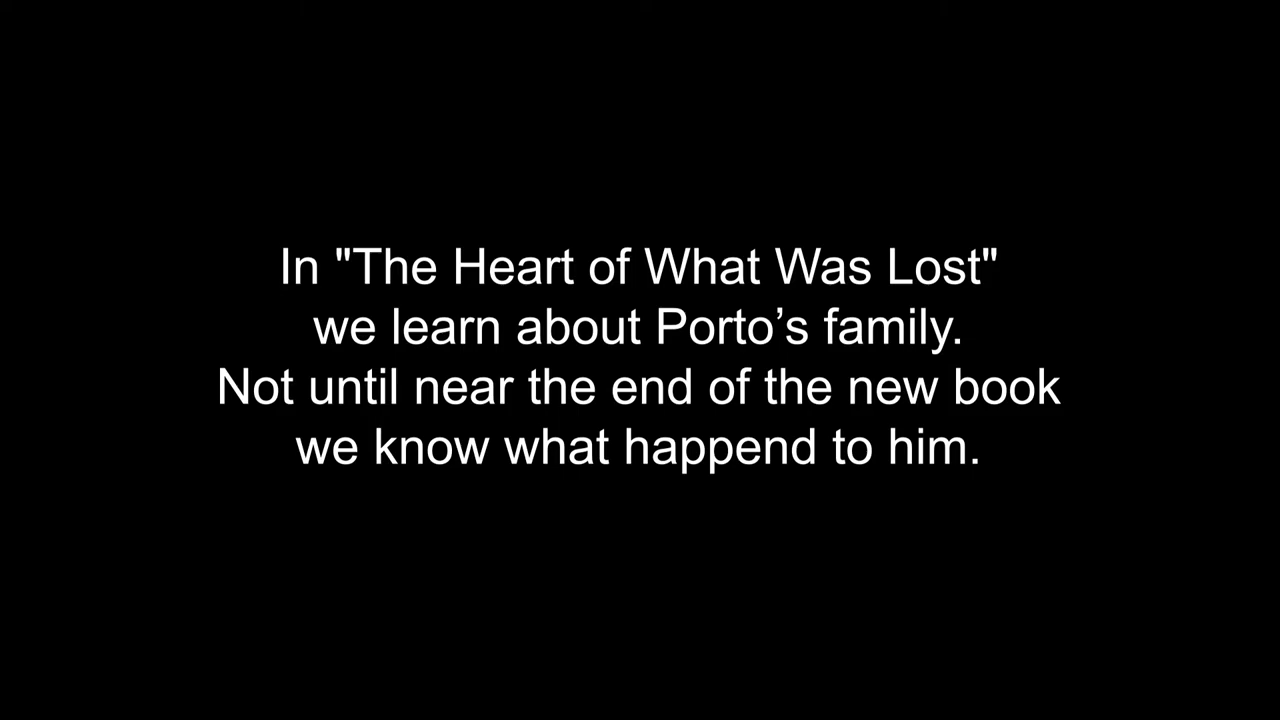 In "The Heart of What Was Lost"
we learn about Porto’s family.
Not until near the end of the new book
we know what happend to him.